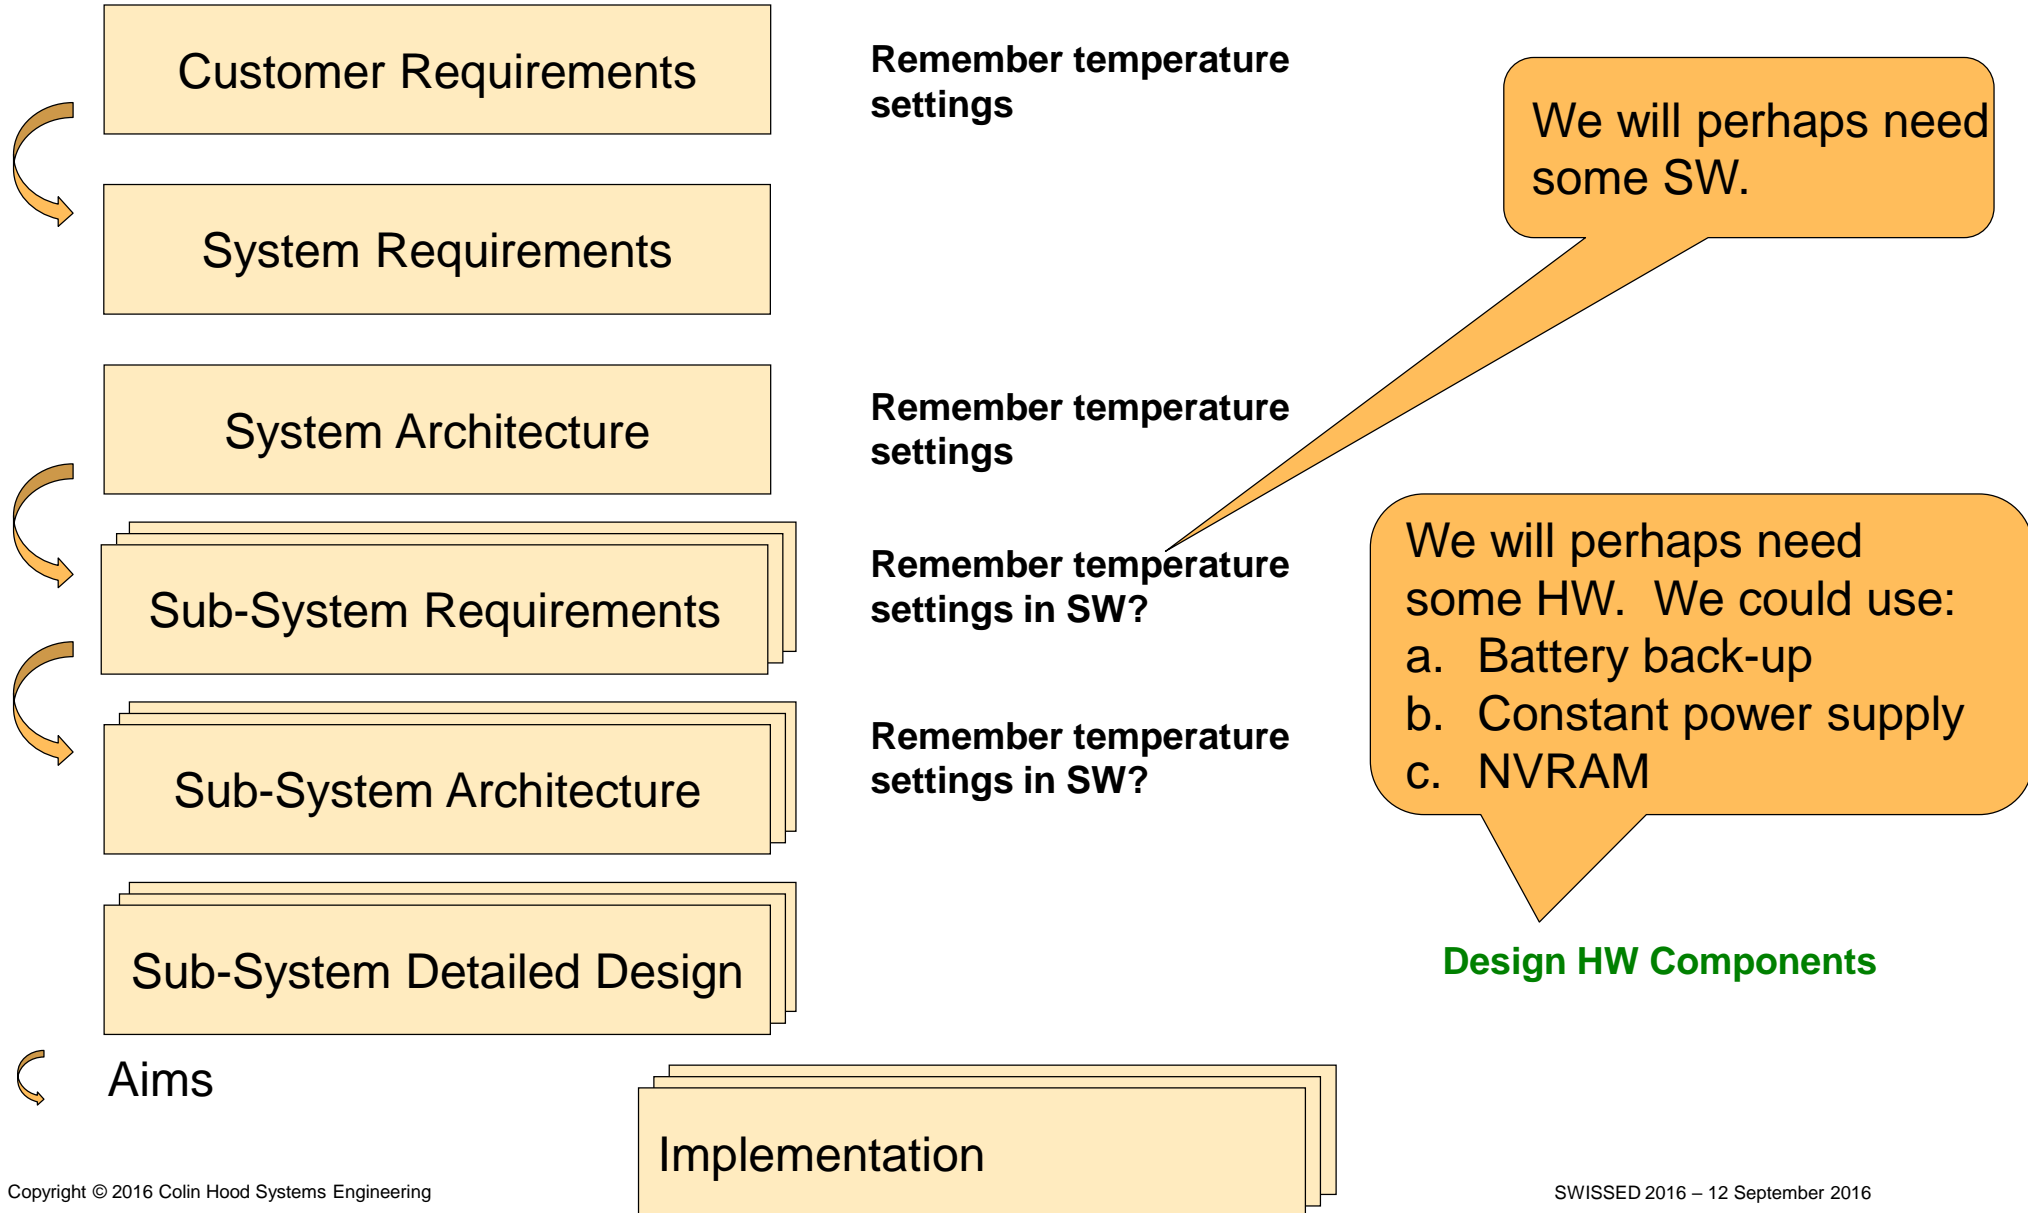 Customer Requirements
Remember temperature
settings
We will perhaps need
some SW.
System Requirements
System Architecture
Remember temperature
settings
Sub-System Requirements
Remember temperature
settings in SW?
We will perhaps need
some HW. We could use:
a. Battery back-up
b. Constant power supply
c. NVRAM
Sub-System Architecture
Remember temperature
settings in SW?
Sub-System Detailed Design
Design HW Components
Aims
Implementation
Copyright © 2016 Colin Hood Systems Engineering
SWISSED 2016 – 12 September 2016